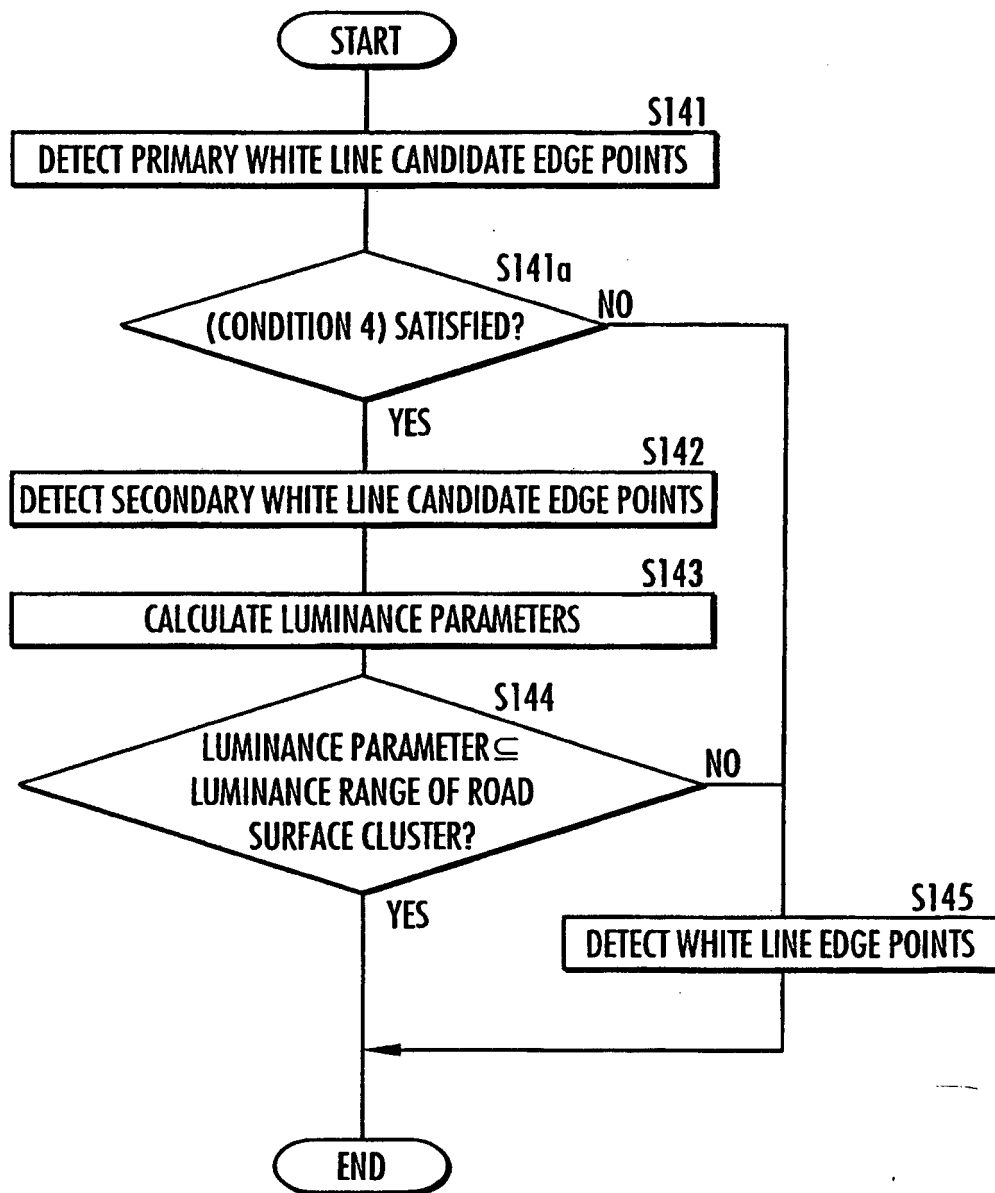 START
S141
DETECT PRIMARY WHITE LINE CANDIDATE EDGE POINTS
S141a
(CONDITION 4) SATISFIED?
NO
YES
S142
DETECT SECONDARY WHITE LINE CANDIDATE EDGE POINTS
S143
CALCULATE LUMINANCE PARAMETERS
S144
LUMINANCE PARAMETER⊆
LUMINANCE RANGE OF ROAD
SURFACE CLUSTER?
NO
YES
S145
DETECT WHITE LINE EDGE POINTS
END